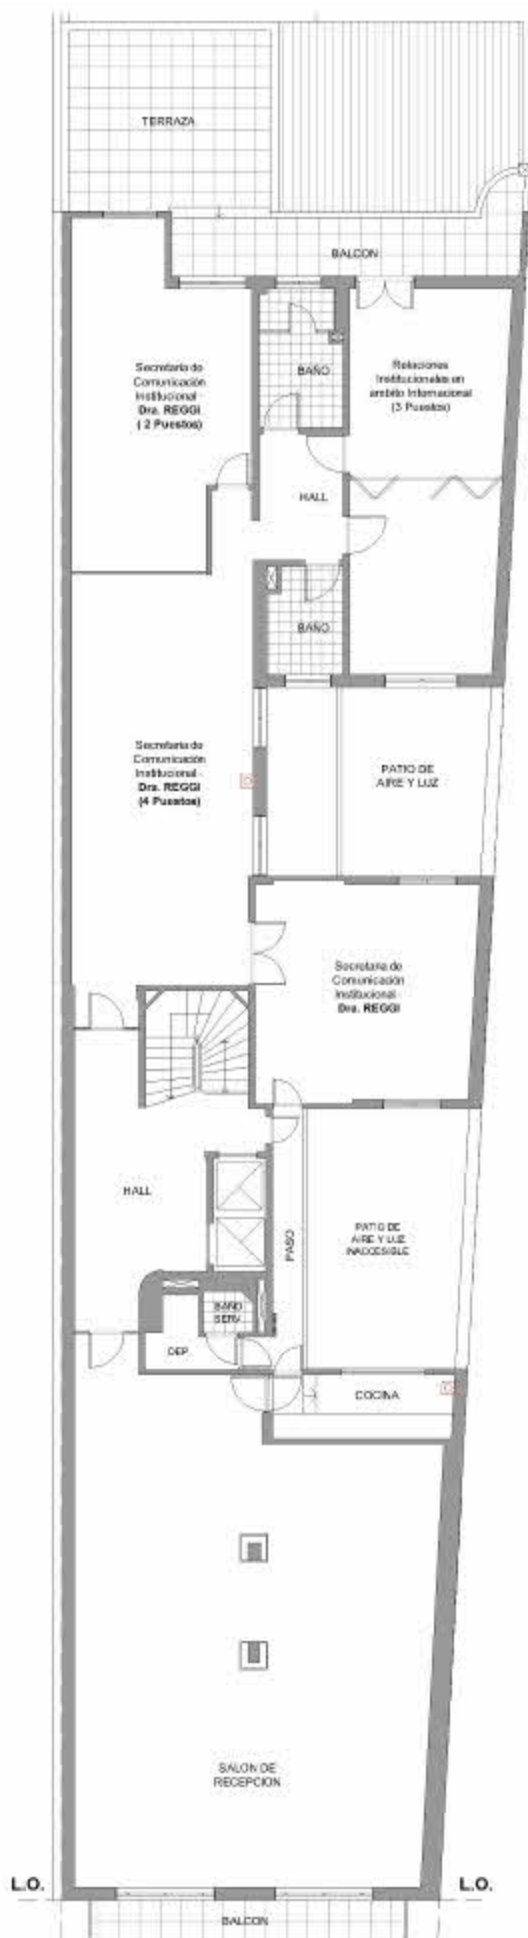 TERRAZA
BALCON
Secretaria de
Comunicación
Institucional -
Dra. REGGI
( 2 Puestos)
BAÑO
Relaciones
Institucionales en
ambito Internacional
(3 Puestos)
HALL
BAÑO
Secretaria de
Comunicación
Institucional -
Dra. REGGI
(4 Puestos)
PATIO DE
AIRE Y LUZ
Secretaria de
Comunicación
Institucional -
Dra. REGGI
HALL
PASO
PATIO DE
AIRE Y LUZ
INACCESIBLE
BAÑO
SERV.
DEP.
COCINA
SALON DE
RECEPCION
L.O.
L.O.
BALCON